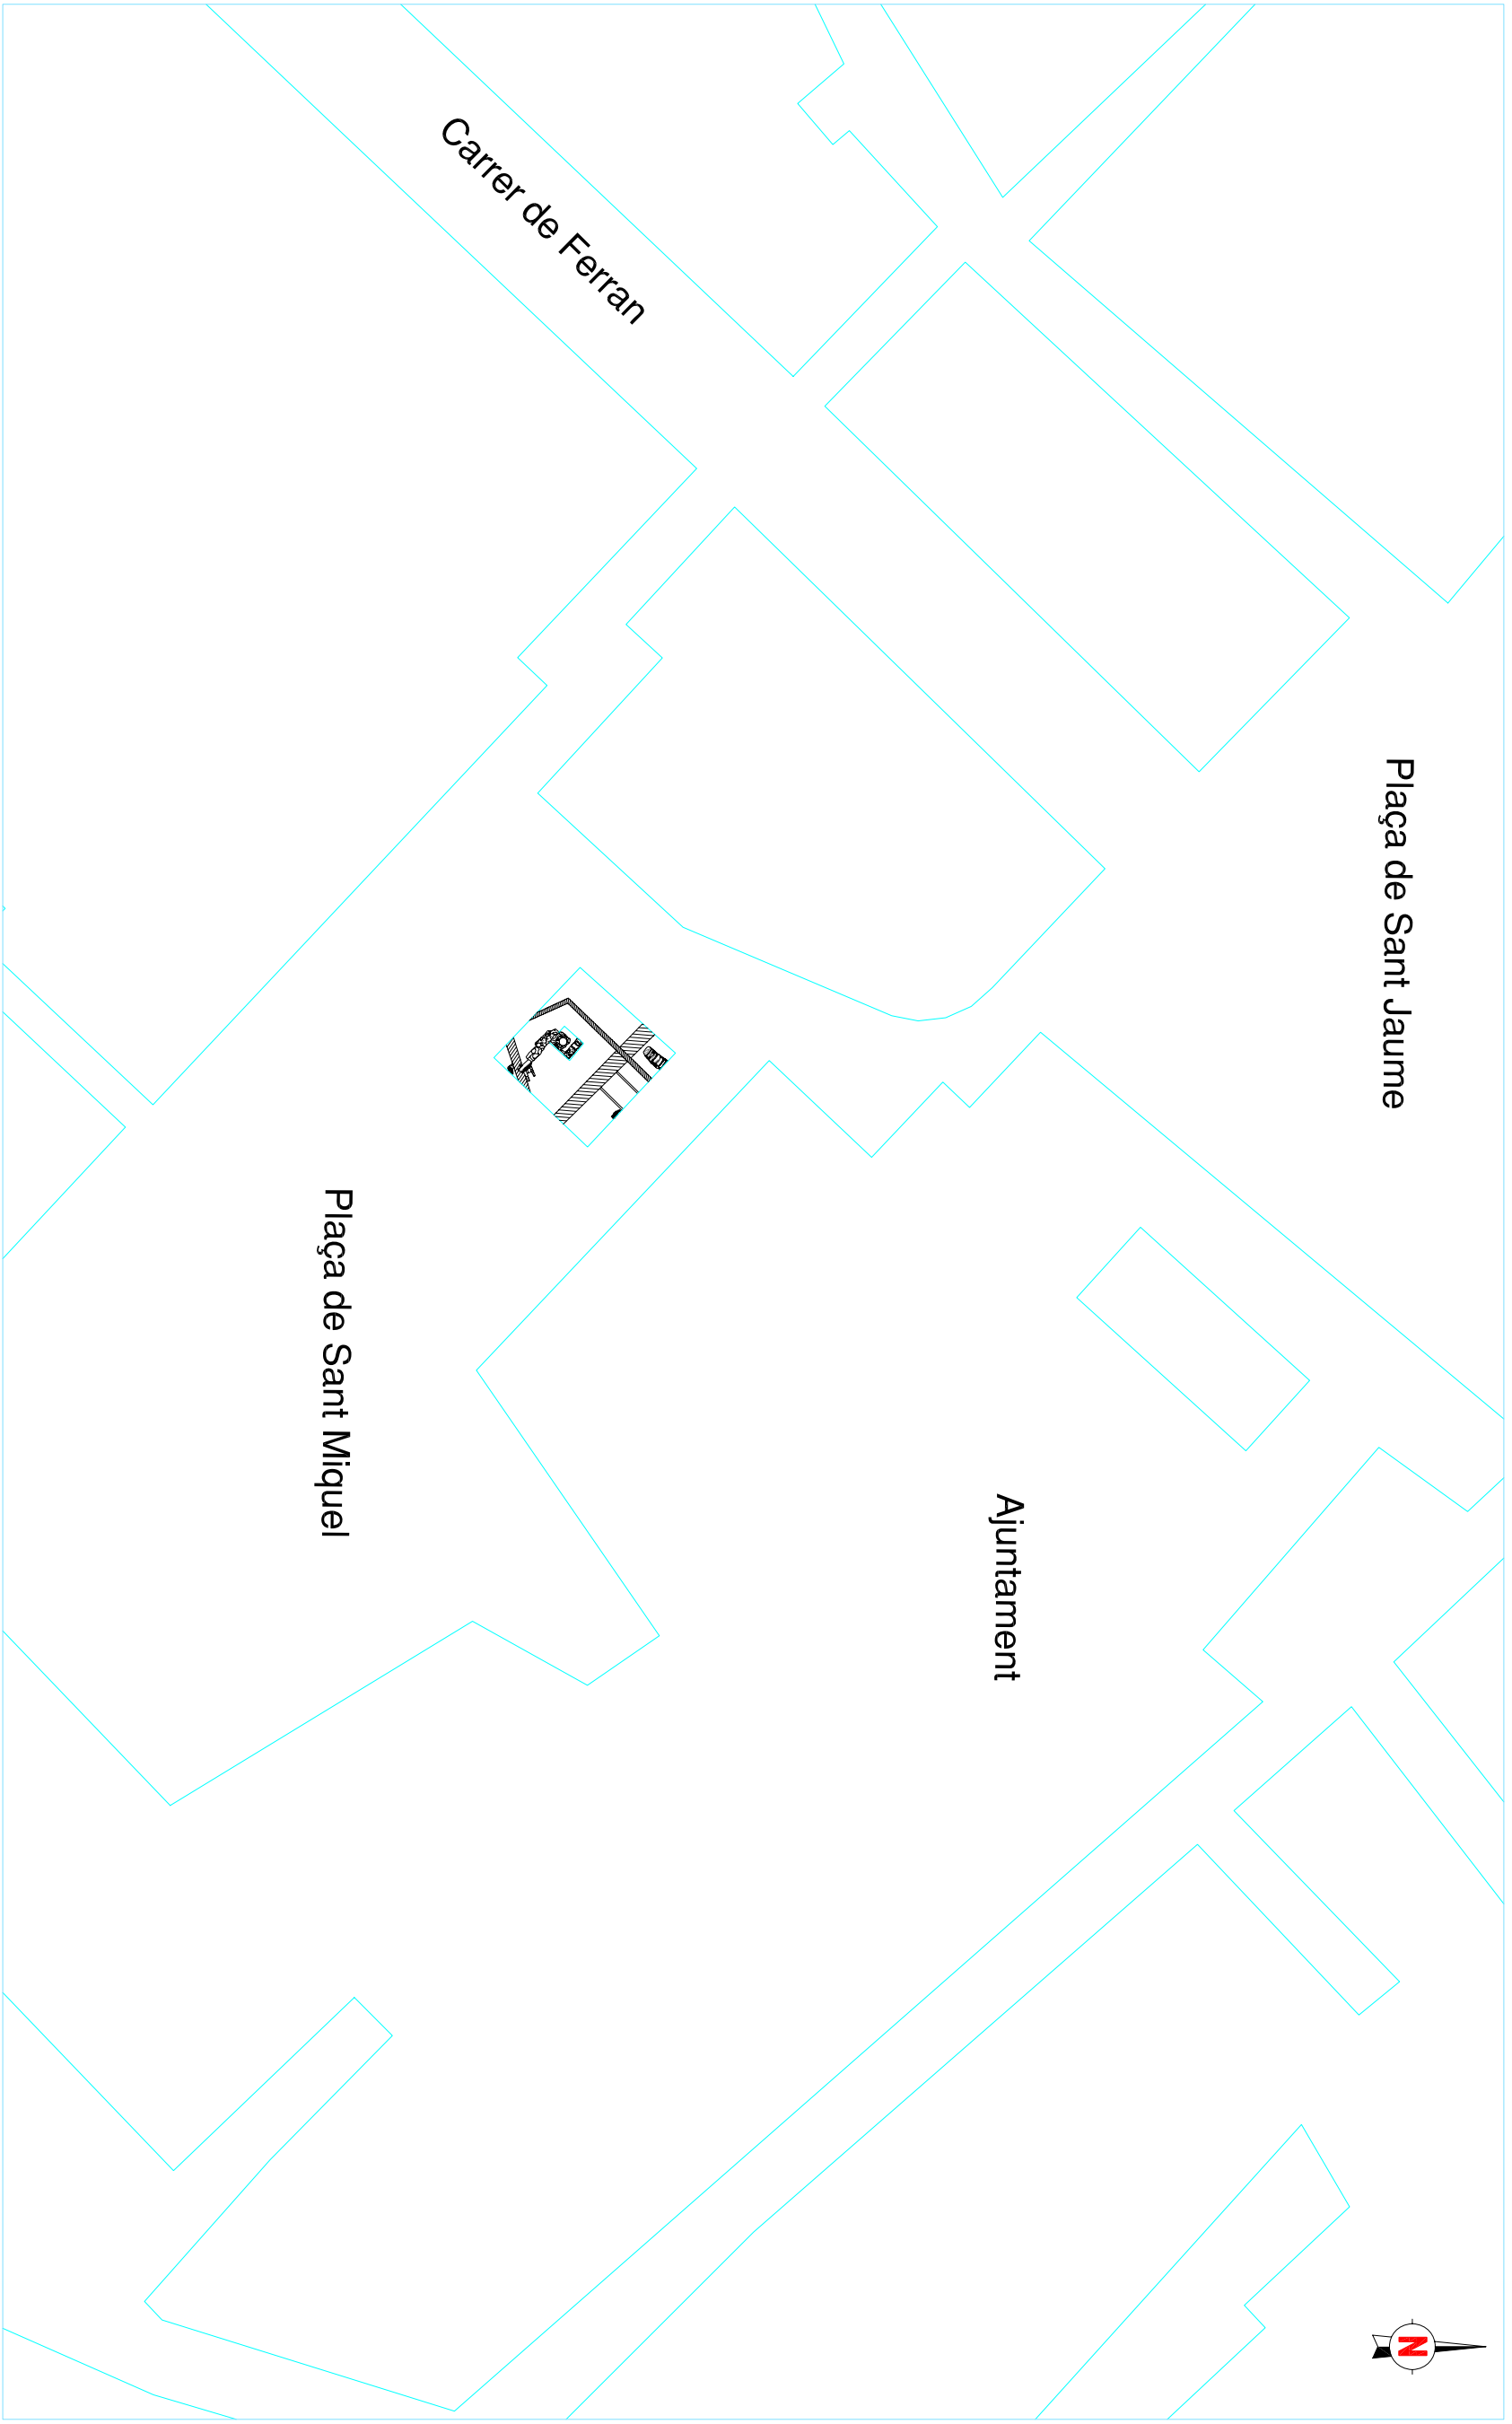 Carrer de Ferran
Plaça de Sant Jaume
Plaça de Sant Miquel
Ajuntament
N